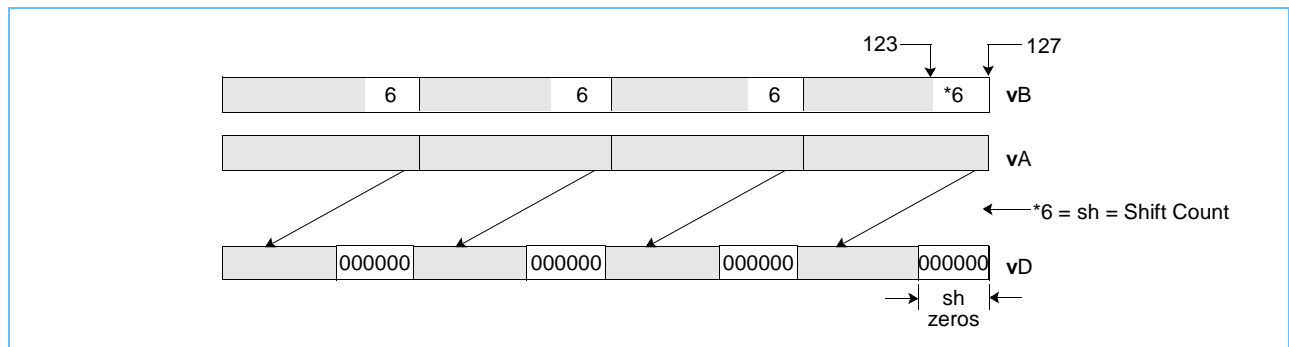 123 127
6 6 6 *6 vB
vA
*6 = sh = Shift Count
000000 000000 000000 000000 vD
sh
zeros